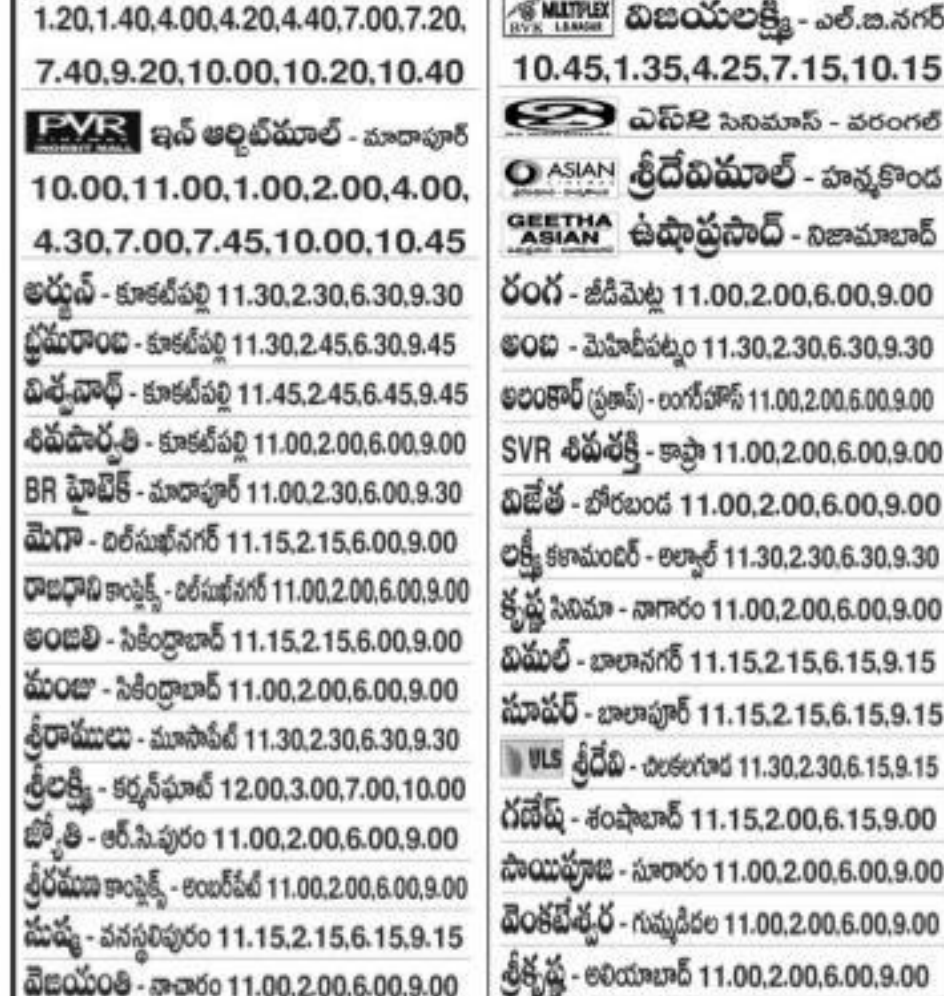 1.20,1.40,4.00,4.20,4.40,7.00,7.20,
7.40,9.20,10.00,10.20,10.40
PVR ఇన్ ఆర్బిట్‌మాల్ - మాదాపూర్
INORBIT MALL
10.00,11.00,1.00,2.00,4.00,
4.30,7.00,7.45,10.00,10.45
అర్జున్ - కూకట్‌పల్లి 11.30,2.30,6.30,9.30
భ్రమరాంబ - కూకట్‌పల్లి 11.30,2.45,6.30,9.45
విశ్వనాథ్ - కూకట్‌పల్లి 11.45,2.45,6.45,9.45
శివపార్వతి - కూకట్‌పల్లి 11.00,2.00,6.00,9.00
BR హైటెక్ - మాదాపూర్ 11.00,2.30,6.00,9.30
మెగా - దిల్‌సుఖ్‌నగర్ 11.15,2.15,6.00,9.00
రాజధాని కాంప్లెక్స్ - దిల్‌సుఖ్‌నగర్ 11.00,2.00,6.00,9.00
అంజలి - సికింద్రాబాద్ 11.15,2.15,6.00,9.00
మంజు - సికింద్రాబాద్ 11.00,2.00,6.00,9.00
శ్రీరాములు - మూసాపేట్ 11.30,2.30,6.30,9.30
శ్రీలక్ష్మి - కర్మన్‌ఘాట్ 12.00,3.00,7.00,10.00
జ్యోతి - ఆర్.సి.పురం 11.00,2.00,6.00,9.00
శ్రీరమణ కాంప్లెక్స్ - అంబర్‌పేట్ 11.00,2.00,6.00,9.00
సుష్మ - వనస్థలిపురం 11.15,2.15,6.15,9.15
వైజయంతి - నాచారం 11.00,2.00,6.00,9.00
BVK MULTIPLEX L.B.NAGAR విజయలక్ష్మి - ఎల్.బి.నగర్
10.45,1.35,4.25,7.15,10.15
ఎస్2 సినిమాస్ - వరంగల్
ASIAN శ్రీదేవిమాల్ - హన్మకొండ
GEETHA ASIAN ఉషాప్రసాద్ - నిజామాబాద్
రంగ - జీడిమెట్ల 11.00,2.00,6.00,9.00
అంబ - మెహిదీపట్నం 11.30,2.30,6.30,9.30
అలంకార్ (ప్రతాప్) - లంగర్‌హౌస్ 11.00,2.00,6.00,9.00
SVR శివశక్తి - కాప్రా 11.00,2.00,6.00,9.00
విజేత - బోరబండ 11.00,2.00,6.00,9.00
లక్ష్మీ కళామందిర్ - అల్వాల్ 11.30,2.30,6.30,9.30
కృష్ణ సినిమా - నాగారం 11.00,2.00,6.00,9.00
విమల్ - బాలానగర్ 11.15,2.15,6.15,9.15
సూపర్ - బాలాపూర్ 11.15,2.15,6.15,9.15
VLS శ్రీదేవి - చిలకలగూడ 11.30,2.30,6.15,9.15
గణేష్ - శంషాబాద్ 11.15,2.00,6.15,9.00
సాయిపూజ - సూరారం 11.00,2.00,6.00,9.00
వెంకటేశ్వర - గుమ్మడిదల 11.00,2.00,6.00,9.00
శ్రీకృష్ణ - అలియాబాద్ 11.00,2.00,6.00,9.00